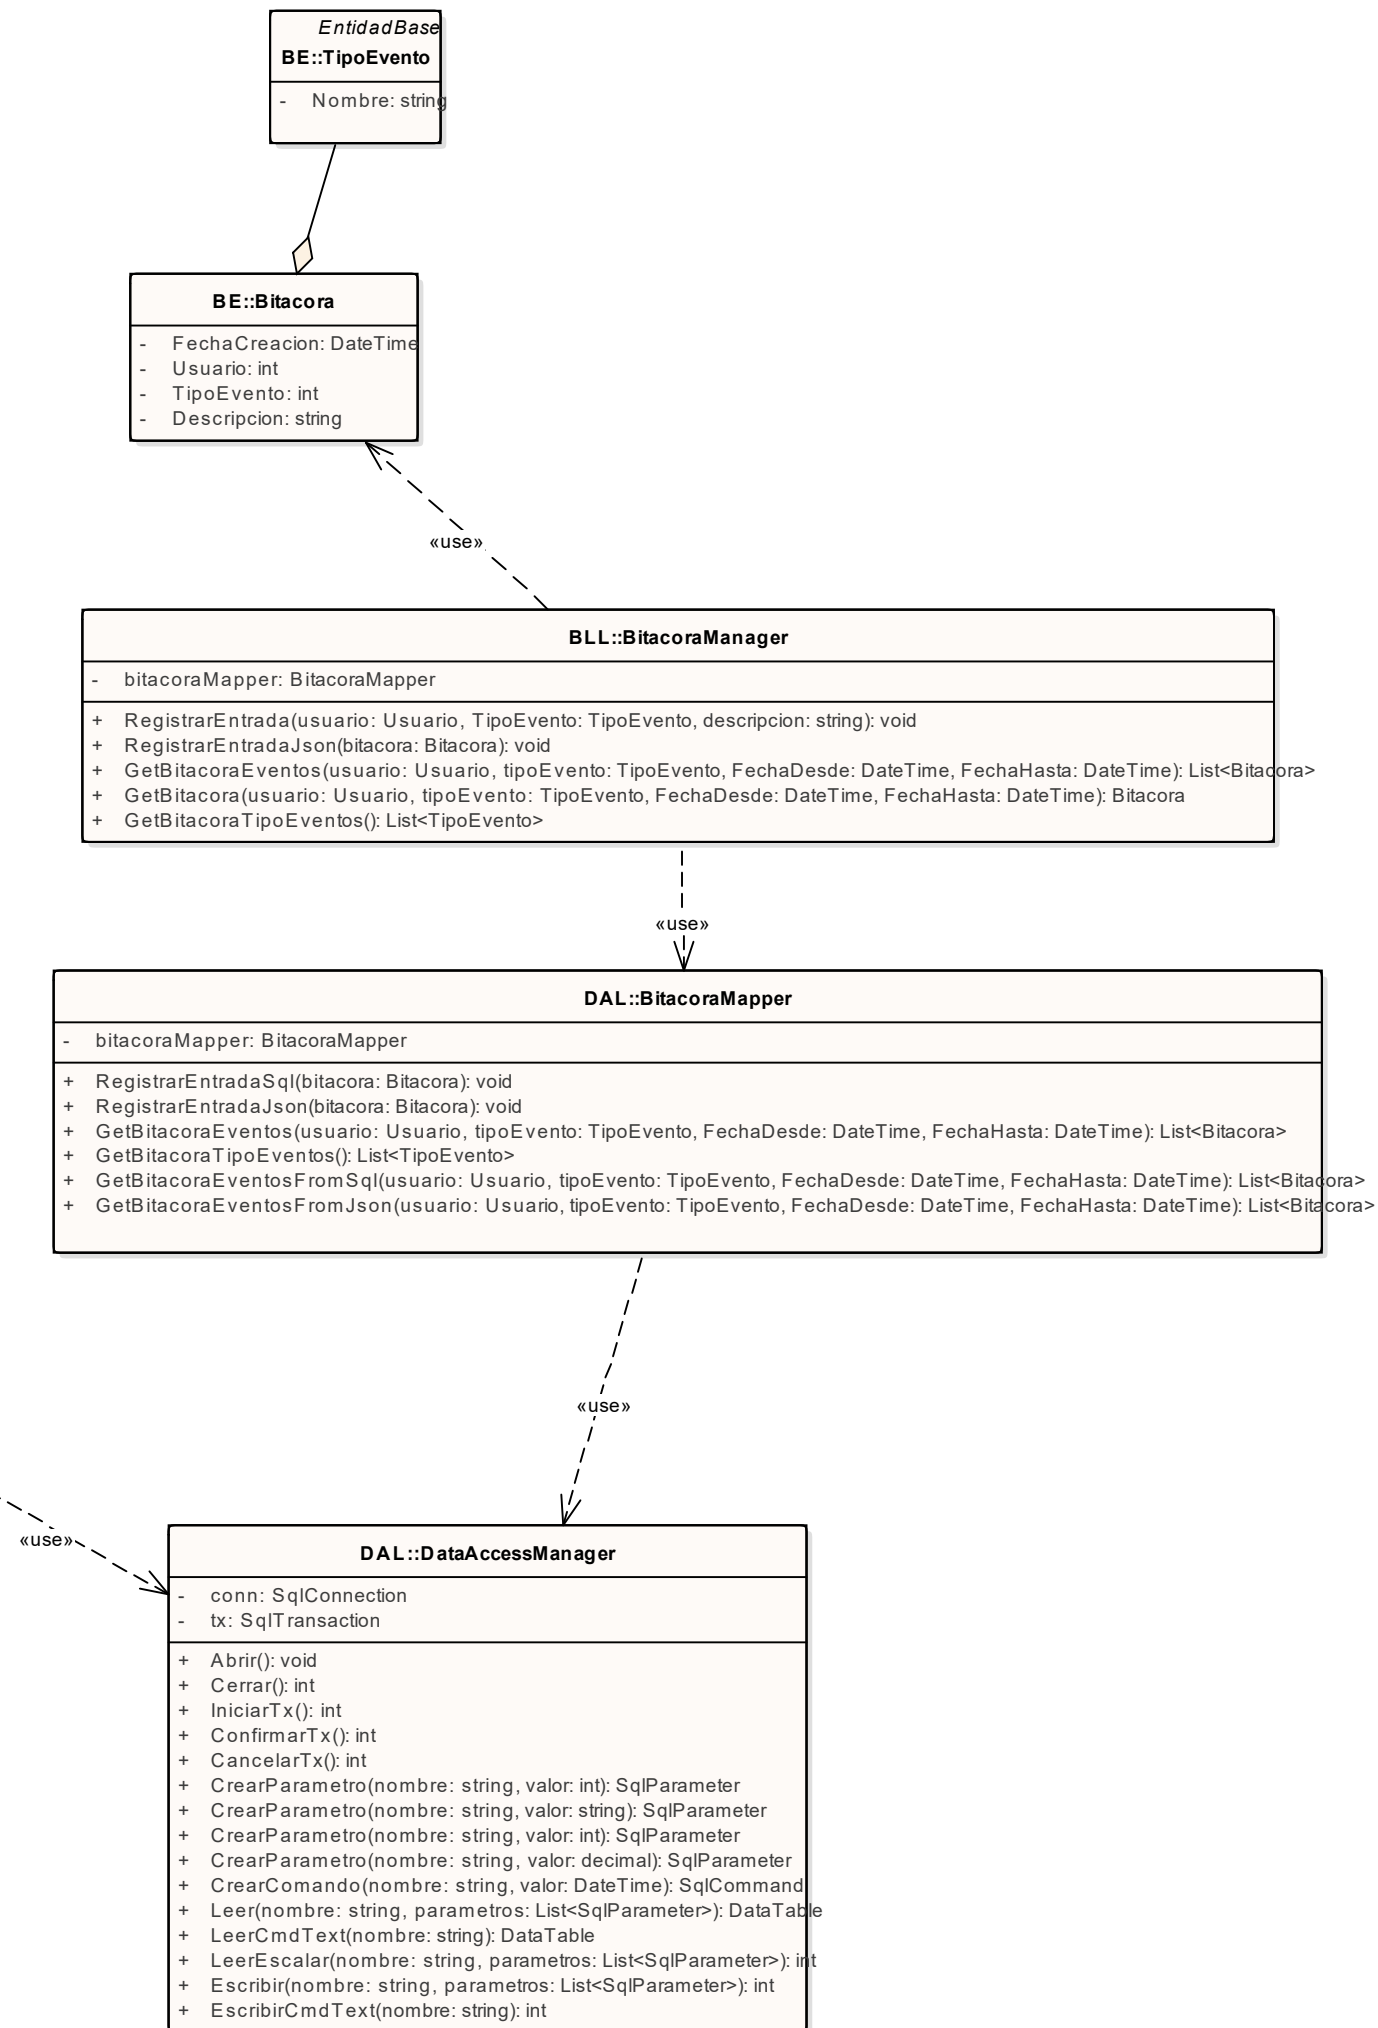 EntidadBase
BE::TipoEvento
- Nombre: string
BE::Bitacora
- FechaCreacion: DateTime
- Usuario: int
- TipoEvento: int
- Descripcion: string
«use»
BLL::BitacoraManager
- bitacoraMapper: BitacoraMapper
+ RegistrarEntrada(usuario: Usuario, TipoEvento: TipoEvento, descripcion: string): void
+ RegistrarEntradaJson(bitacora: Bitacora): void
+ GetBitacoraEventos(usuario: Usuario, tipoEvento: TipoEvento, FechaDesde: DateTime, FechaHasta: DateTime): List<Bitacora>
+ GetBitacora(usuario: Usuario, tipoEvento: TipoEvento, FechaDesde: DateTime, FechaHasta: DateTime): Bitacora
+ GetBitacoraTipoEventos(): List<TipoEvento>
«use»
DAL::BitacoraMapper
- bitacoraMapper: BitacoraMapper
+ RegistrarEntradaSql(bitacora: Bitacora): void
+ RegistrarEntradaJson(bitacora: Bitacora): void
+ GetBitacoraEventos(usuario: Usuario, tipoEvento: TipoEvento, FechaDesde: DateTime, FechaHasta: DateTime): List<Bitacora>
+ GetBitacoraTipoEventos(): List<TipoEvento>
+ GetBitacoraEventosFromSql(usuario: Usuario, tipoEvento: TipoEvento, FechaDesde: DateTime, FechaHasta: DateTime): List<Bitacora>
+ GetBitacoraEventosFromJson(usuario: Usuario, tipoEvento: TipoEvento, FechaDesde: DateTime, FechaHasta: DateTime): List<Bitacora>
«use»
«use»
DAL::DataAccessManager
- conn: SqlConnection
- tx: SqlTransaction
+ Abrir(): void
+ Cerrar(): int
+ IniciarTx(): int
+ ConfirmarTx(): int
+ CancelarTx(): int
+ CrearParametro(nombre: string, valor: int): SqlParameter
+ CrearParametro(nombre: string, valor: string): SqlParameter
+ CrearParametro(nombre: string, valor: int): SqlParameter
+ CrearParametro(nombre: string, valor: decimal): SqlParameter
+ CrearComando(nombre: string, valor: DateTime): SqlCommand
+ Leer(nombre: string, parametros: List<SqlParameter>): DataTable
+ LeerCmdText(nombre: string): DataTable
+ LeerEscalar(nombre: string, parametros: List<SqlParameter>): int
+ Escribir(nombre: string, parametros: List<SqlParameter>): int
+ EscribirCmdText(nombre: string): int